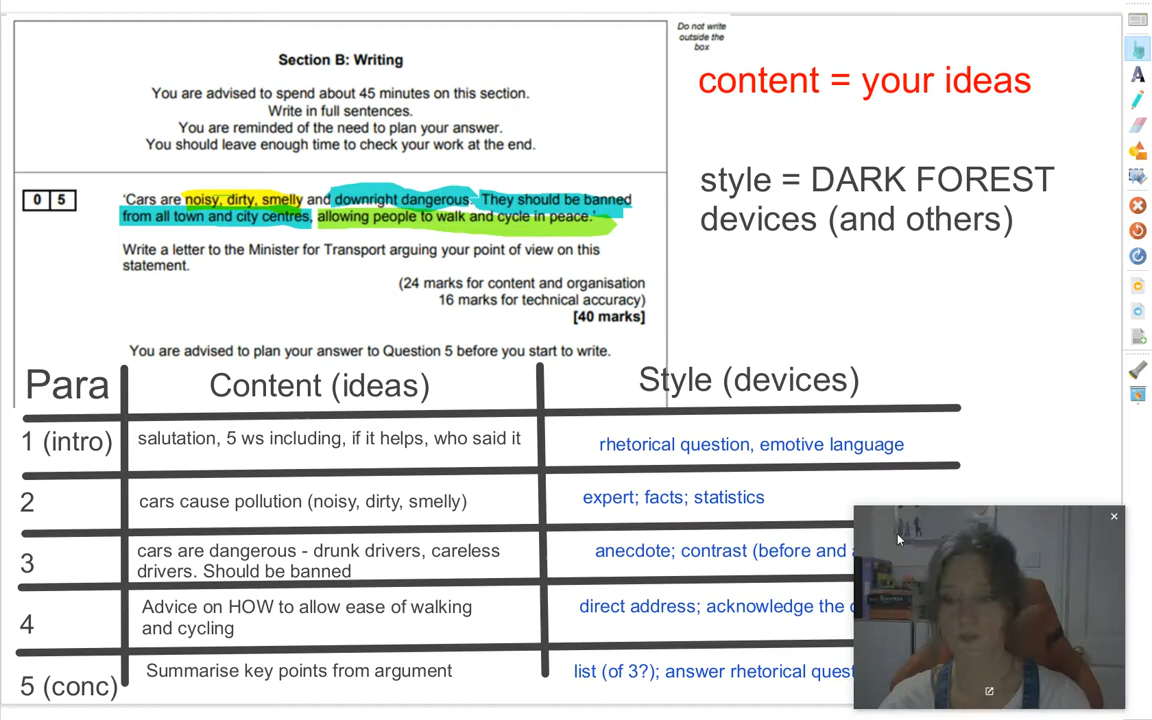 Do not write
outside the
box
Section B: Writing
You are advised to spend about 45 minutes on this section.
Write in full sentences.
You are reminded of the need to plan your answer.
You should leave enough time to check your work at the end.
content = your ideas
style = DARK FOREST
devices (and others)
0 5
'Cars are noisy, dirty, smelly and downright dangerous. They should be banned
from all town and city centres, allowing people to walk and cycle in peace.'
Write a letter to the Minister for Transport arguing your point of view on this
statement.
(24 marks for content and organisation
16 marks for technical accuracy)
[40 marks]
You are advised to plan your answer to Question 5 before you start to write.
Para
Content (ideas)
Style (devices)
1 (intro)
salutation, 5 ws including, if it helps, who said it
rhetorical question, emotive language
2
cars cause pollution (noisy, dirty, smelly)
expert; facts; statistics
3
cars are dangerous - drunk drivers, careless
drivers. Should be banned
anecdote; contrast (before and
4
Advice on HOW to allow ease of walking
and cycling
direct address; acknowledge the
5 (conc)
Summarise key points from argument
list (of 3?); answer rhetorical